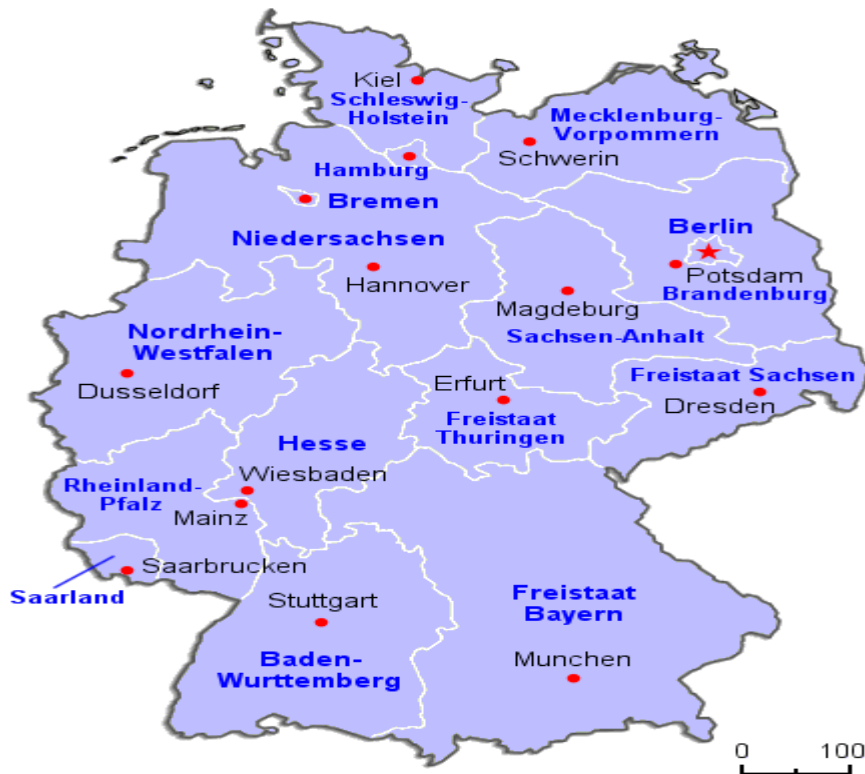 Kiel
Schleswig-
Holstein
Mecklenburg-
Vorpommern
Schwerin
Hamburg
Bremen
Niedersachsen
Hannover
Berlin
Potsdam
Brandenburg
Magdeburg
Sachsen-Anhalt
Nordrhein-
Westfalen
Dusseldorf
Erfurt
Freistaat
Thuringen
Freistaat Sachsen
Dresden
Hesse
Wiesbaden
Rheinland-
Pfalz
Mainz
Saarbrucken
Saarland
Stuttgart
Baden-
Wurttemberg
Freistaat
Bayern
Munchen
0 100